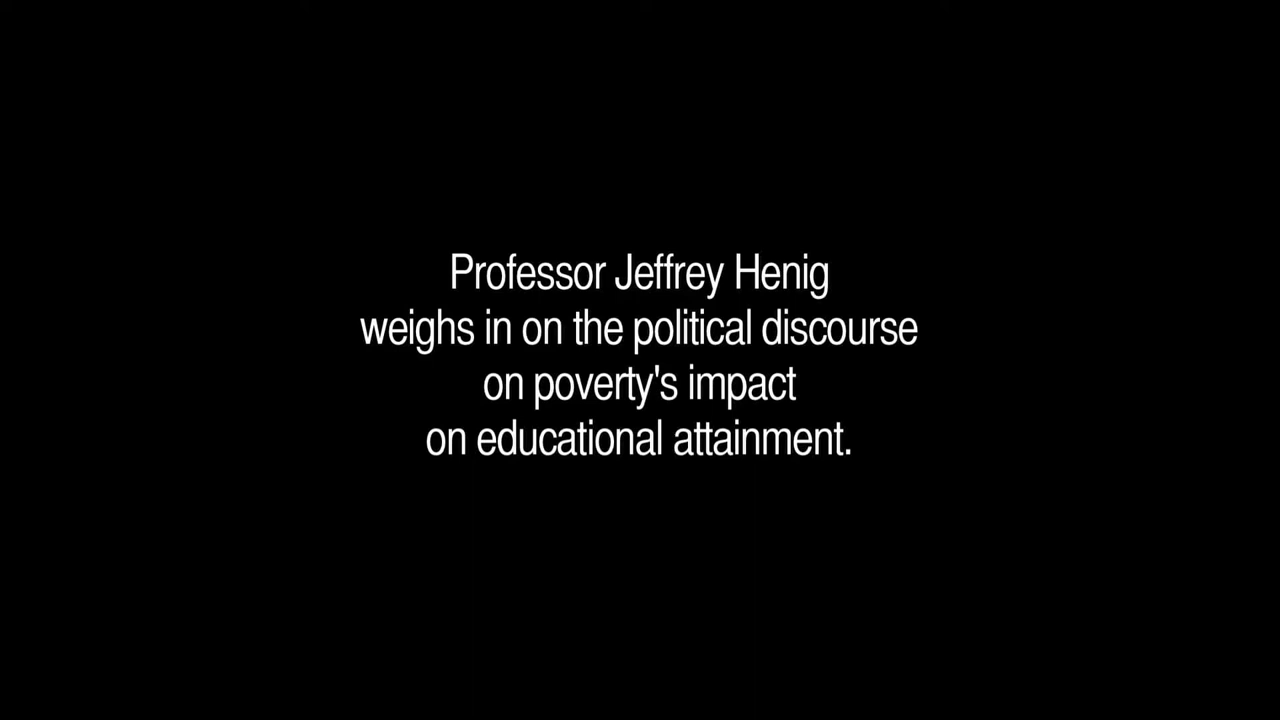 Professor Jeffrey Henig
weighs in on the political discourse
on poverty's impact
on educational attainment.